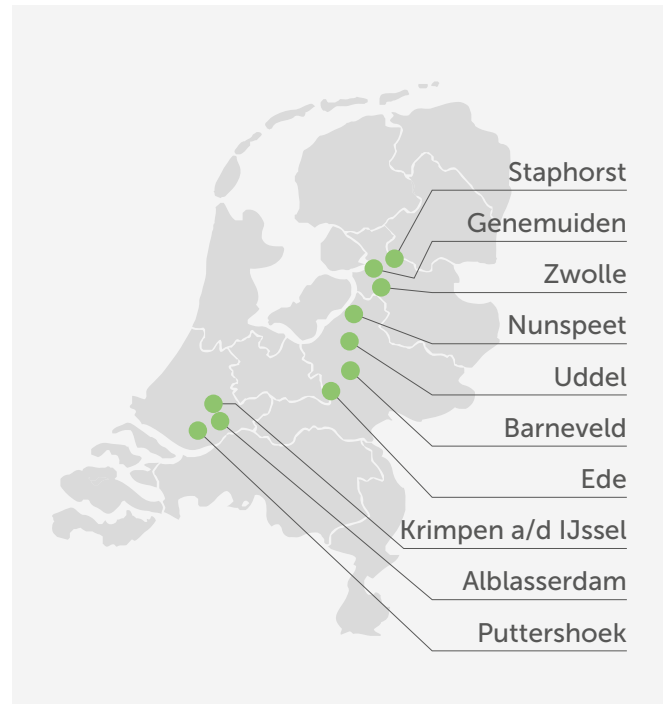 Staphorst
Genemuiden
Zwolle
Nunspeet
Uddel
Barneveld
Ede
Krimpen a/d IJssel
Alblasserdam
Puttershoek